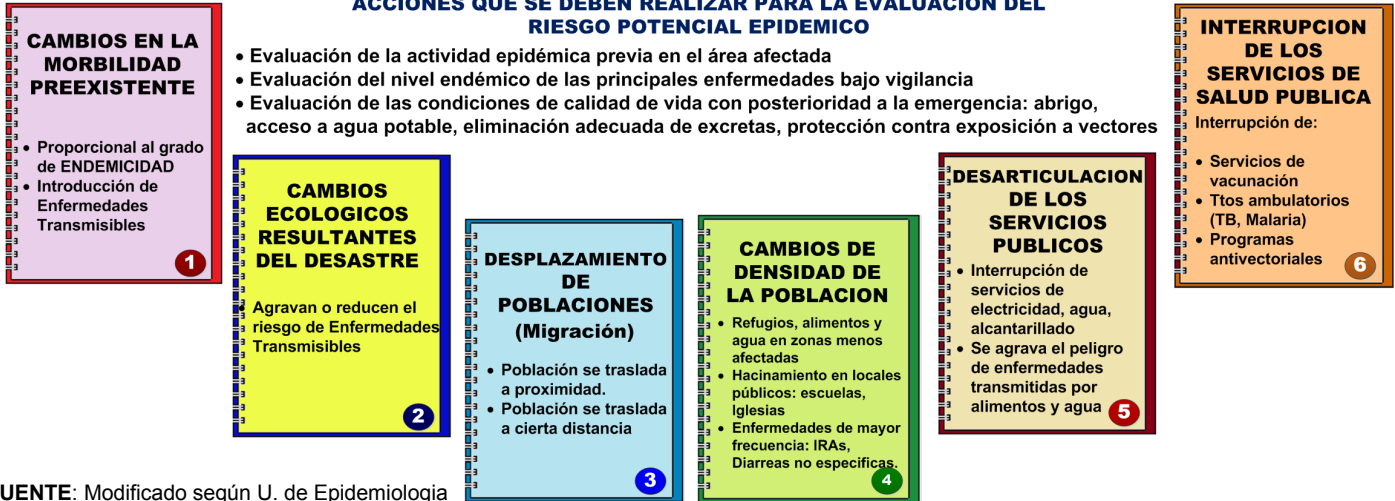 ACCIONES QUE SE DEBEN REALIZAR PARA LA EVALUACION DEL
RIESGO POTENCIAL EPIDEMICO
• Evaluación de la actividad epidémica previa en el área afectada
• Evaluación del nivel endémico de las principales enfermedades bajo vigilancia
• Evaluación de las condiciones de calidad de vida con posterioridad a la emergencia: abrigo,
acceso a agua potable, eliminación adecuada de excretas, protección contra exposición a vectores
CAMBIOS EN LA
MORBILIDAD
PREEXISTENTE
• Proporcional al grado
de ENDEMICIDAD
• Introducción de
Enfermedades
Transmisibles
1
CAMBIOS
ECOLOGICOS
RESULTANTES
DEL DESASTRE
• Agravan o reducen el
riesgo de Enfermedades
Transmisibles
2
DESPLAZAMIENTO
DE
POBLACIONES
(Migración)
• Población se traslada
a proximidad.
• Población se traslada
a cierta distancia
3
CAMBIOS DE
DENSIDAD DE
LA POBLACION
• Refugios, alimentos y
agua en zonas menos
afectadas
• Hacinamiento en locales
públicos: escuelas,
Iglesias
• Enfermedades de mayor
frecuencia: IRAs,
Diarreas no especificas.
4
DESARTICULACION
DE LOS
SERVICIOS
PUBLICOS
• Interrupción de
servicios de
electricidad, agua,
alcantarillado
• Se agrava el peligro
de enfermedades
transmitidas por
alimentos y agua
5
INTERRUPCION
DE LOS
SERVICIOS DE
SALUD PUBLICA
Interrupción de:
• Servicios de
vacunación
• Ttos ambulatorios
(TB, Malaria)
• Programas
antivectoriales
6
UENTE: Modificado según U. de Epidemiologia